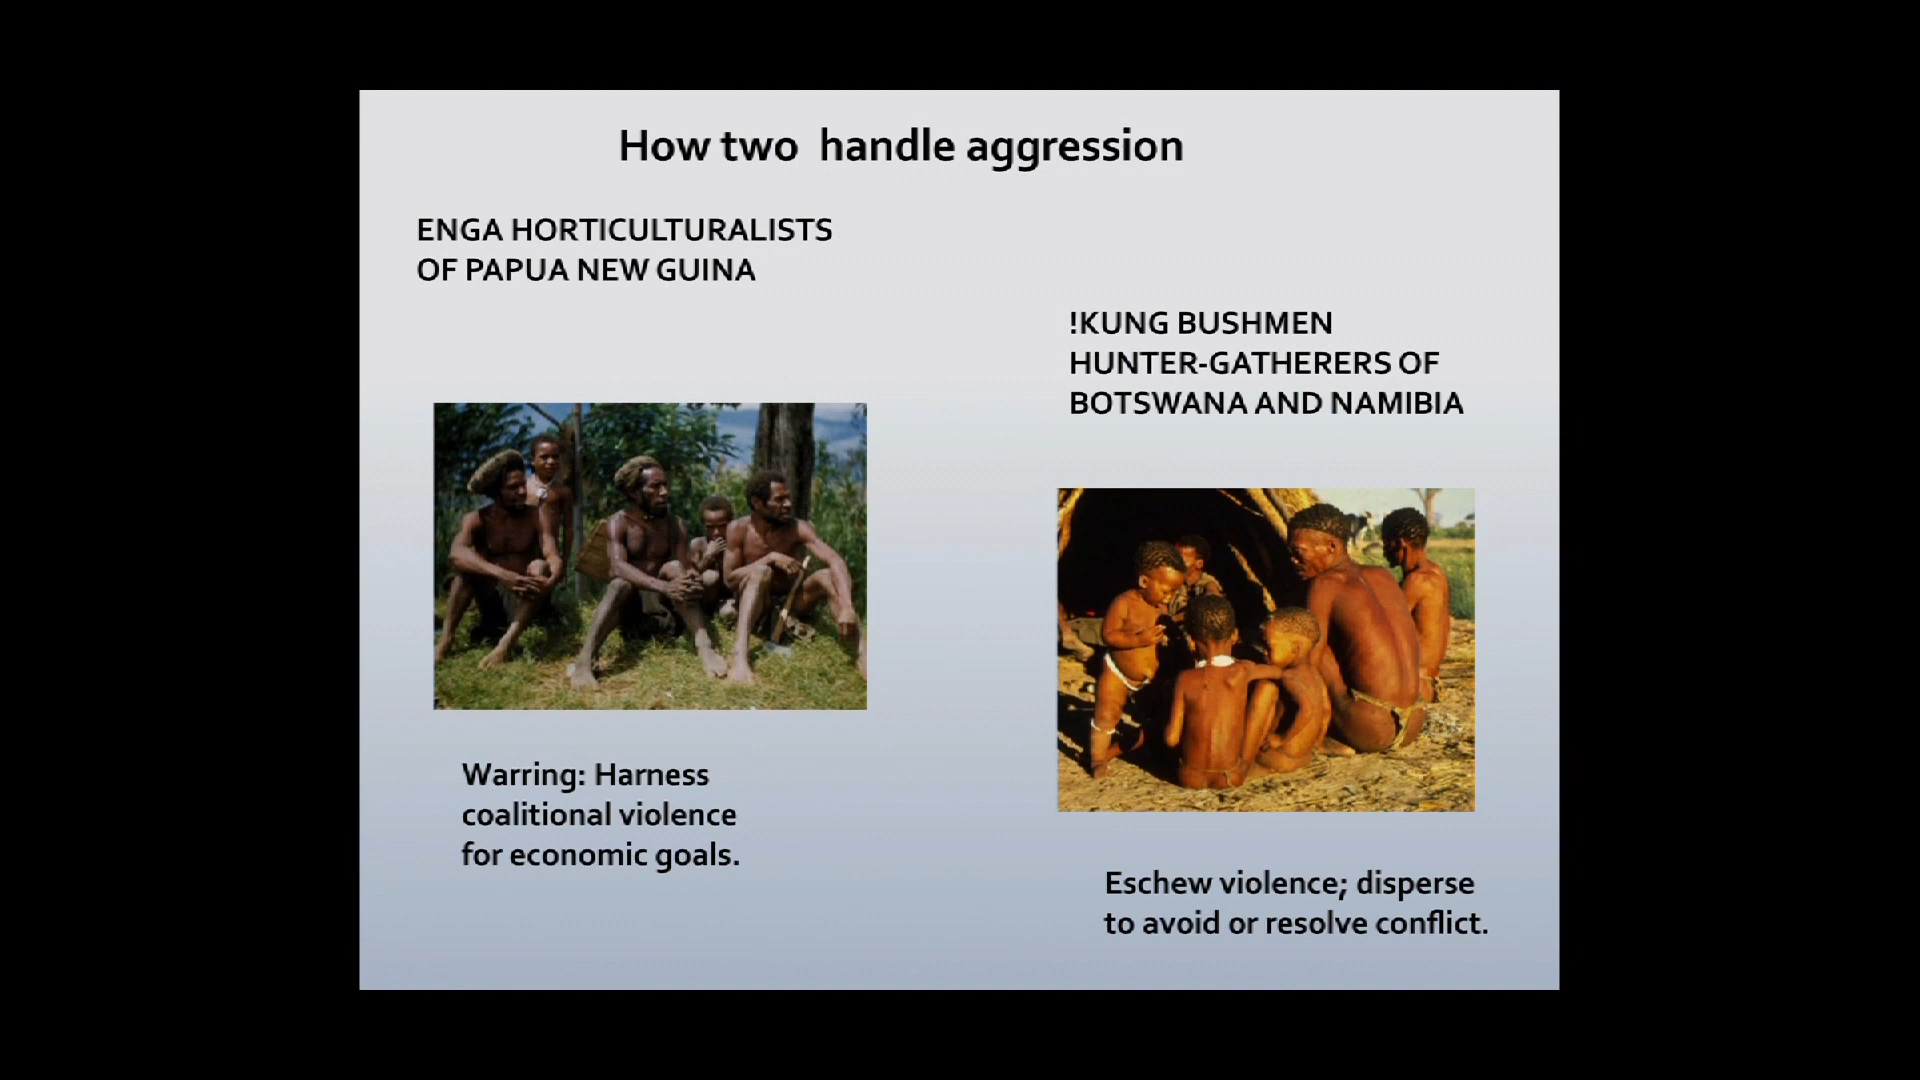 How two  handle aggression
ENGA HORTICULTURALISTS
OF PAPUA NEW GUINA
!KUNG BUSHMEN
HUNTER-GATHERERS OF
BOTSWANA AND NAMIBIA
Warring: Harness
coalitional violence
for economic goals.
Eschew violence; disperse
to avoid or resolve conflict.